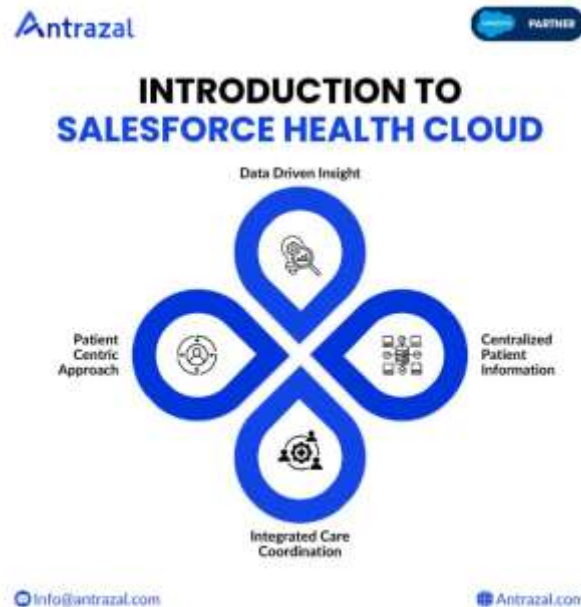 Antrazal
PARTNER
INTRODUCTION TO
SALESFORCE HEALTH CLOUD
Data Driven Insight
Patient
Centric
Approach
Centralized
Patient
Information
Integrated Care
Coordination
Info@antrazal.com
Antrazal.com